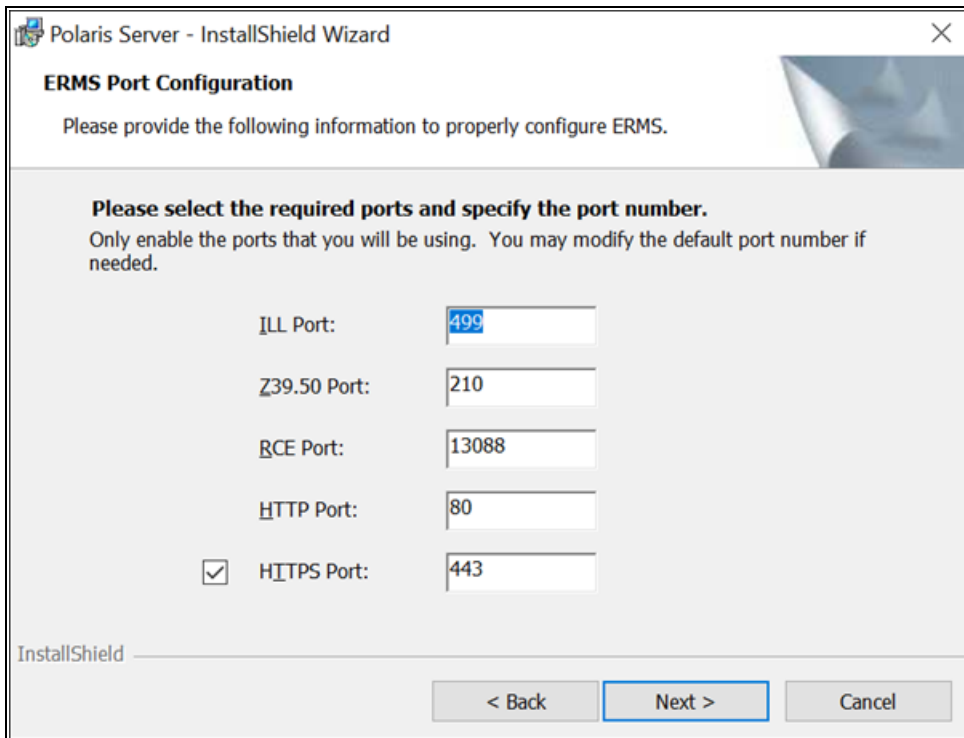 Polaris Server - InstallShield Wizard
ERMS Port Configuration
Please provide the following information to properly configure ERMS.
Please select the required ports and specify the port number.
Only enable the ports that you will be using.  You may modify the default port number if
needed.
ILL Port: 499
Z39.50 Port: 210
RCE Port: 13088
HTTP Port: 80
HTTPS Port: 443
InstallShield
< Back Next > Cancel